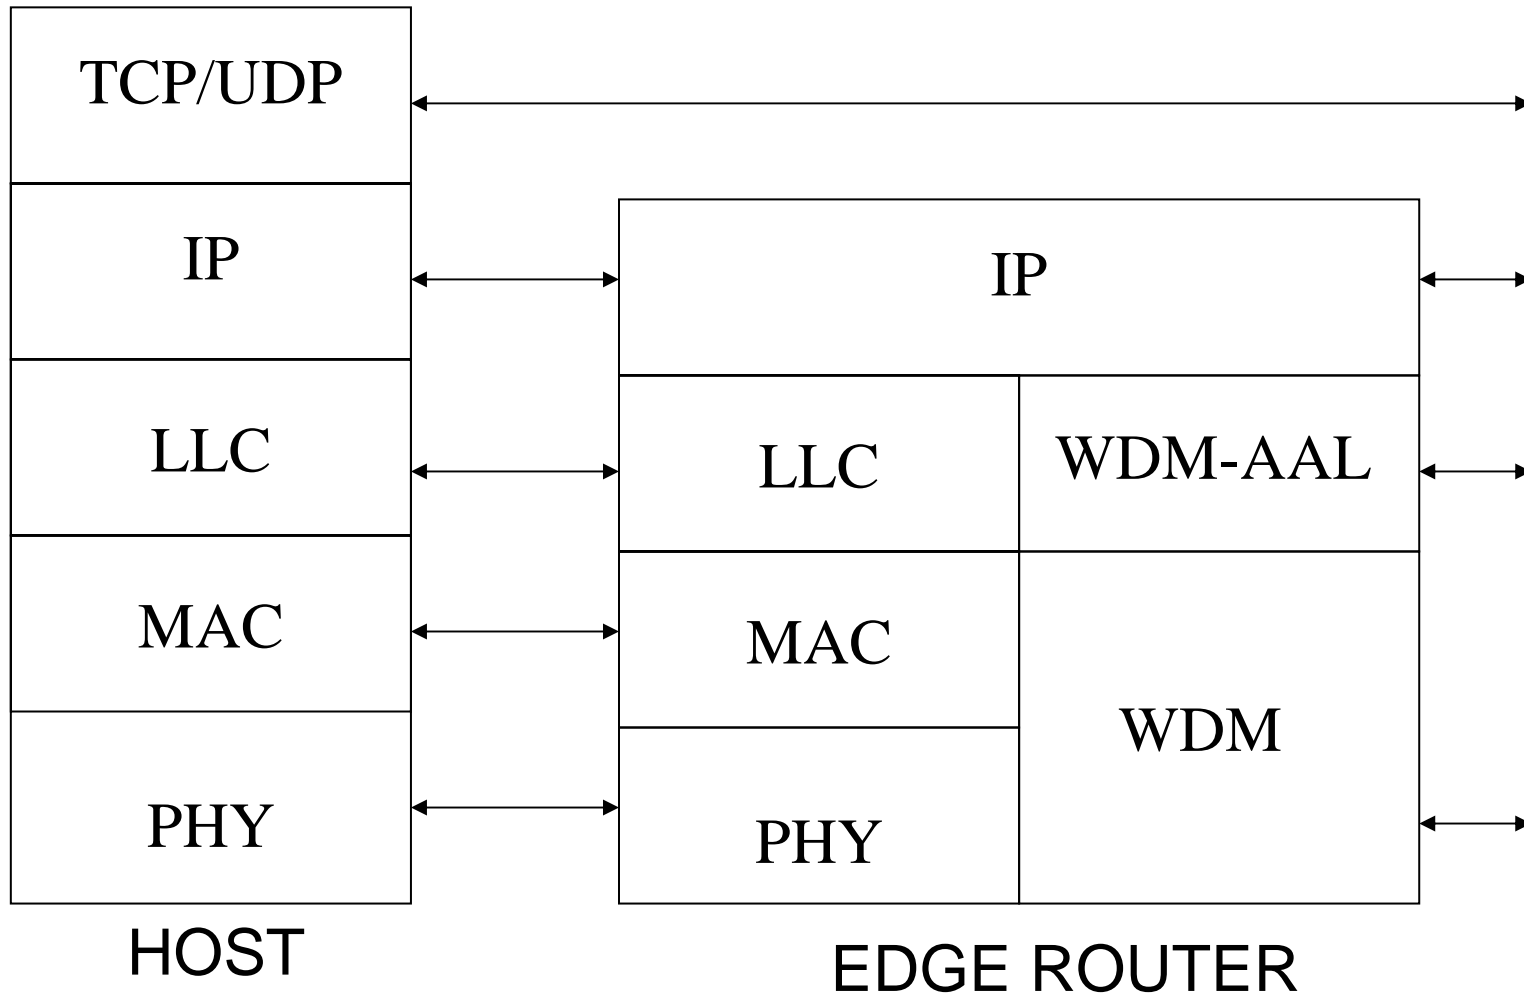 TCP/UDP
IP
LLC
MAC
PHY
HOST
IP
LLC
WDM-AAL
MAC
WDM
PHY
EDGE ROUTER